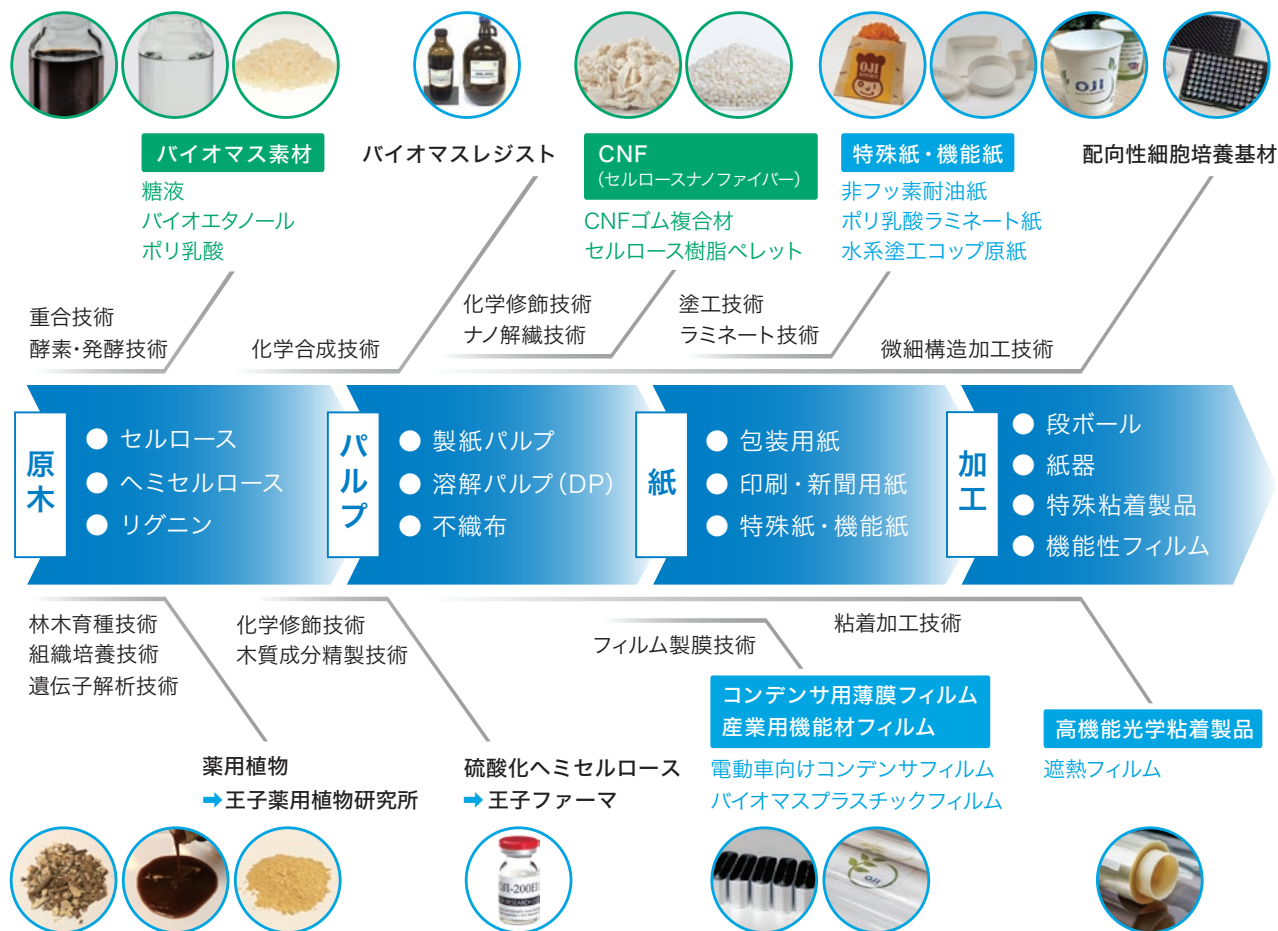 OJI
KITCHEN
OJI
バイオマス素材
糖液
バイオエタノール
ポリ乳酸
バイオマスレジスト
CNF
(セルロースナノファイバー)
CNFゴム複合材
セルロース樹脂ペレット
特殊紙・機能紙
非フッ素耐油紙
ポリ乳酸ラミネート紙
水系塗工コップ原紙
配向性細胞培養基材
重合技術
酵素・発酵技術
化学合成技術
化学修飾技術
ナノ解繊技術
塗工技術
ラミネート技術
微細構造加工技術
原木
● セルロース
● ヘミセルロース
● リグニン
パルプ
● 製紙パルプ
● 溶解パルプ(DP)
● 不織布
紙
● 包装用紙
● 印刷・新聞用紙
● 特殊紙・機能紙
加工
● 段ボール
● 紙器
● 特殊粘着製品
● 機能性フィルム
林木育種技術
組織培養技術
遺伝子解析技術
化学修飾技術
木質成分精製技術
フィルム製膜技術
粘着加工技術
薬用植物
➡王子薬用植物研究所
硫酸化ヘミセルロース
➡王子ファーマ
コンデンサ用薄膜フィルム
産業用機能材フィルム
電動車向けコンデンサフィルム
バイオマスプラスチックフィルム
高機能光学粘着製品
遮熱フィルム
OJI